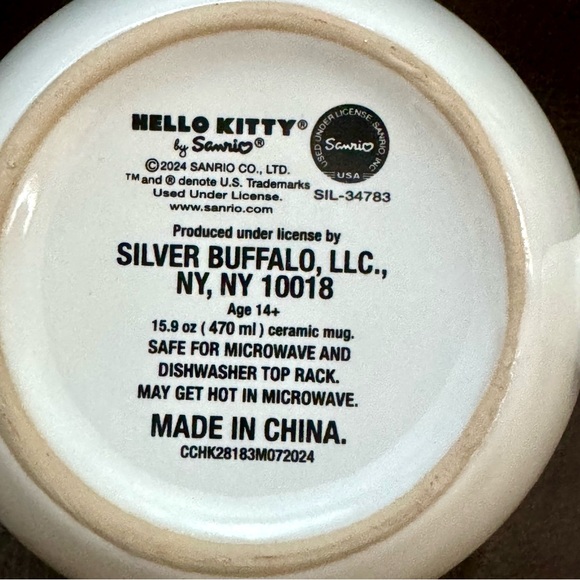 HELLO KITTY®
by Sanrio®
©2024 SANRIO CO., LTD.
™ and ® denote U.S. Trademarks
Used Under License.
www.sanrio.com
USED UNDER LICENSE. SANRIO INC.
Sanrio
USA
SIL-34783
Produced under license by
SILVER BUFFALO, LLC.,
NY, NY 10018
Age 14+
15.9 oz ( 470 ml ) ceramic mug.
SAFE FOR MICROWAVE AND
DISHWASHER TOP RACK.
MAY GET HOT IN MICROWAVE.
MADE IN CHINA.
CCHK28183M072024